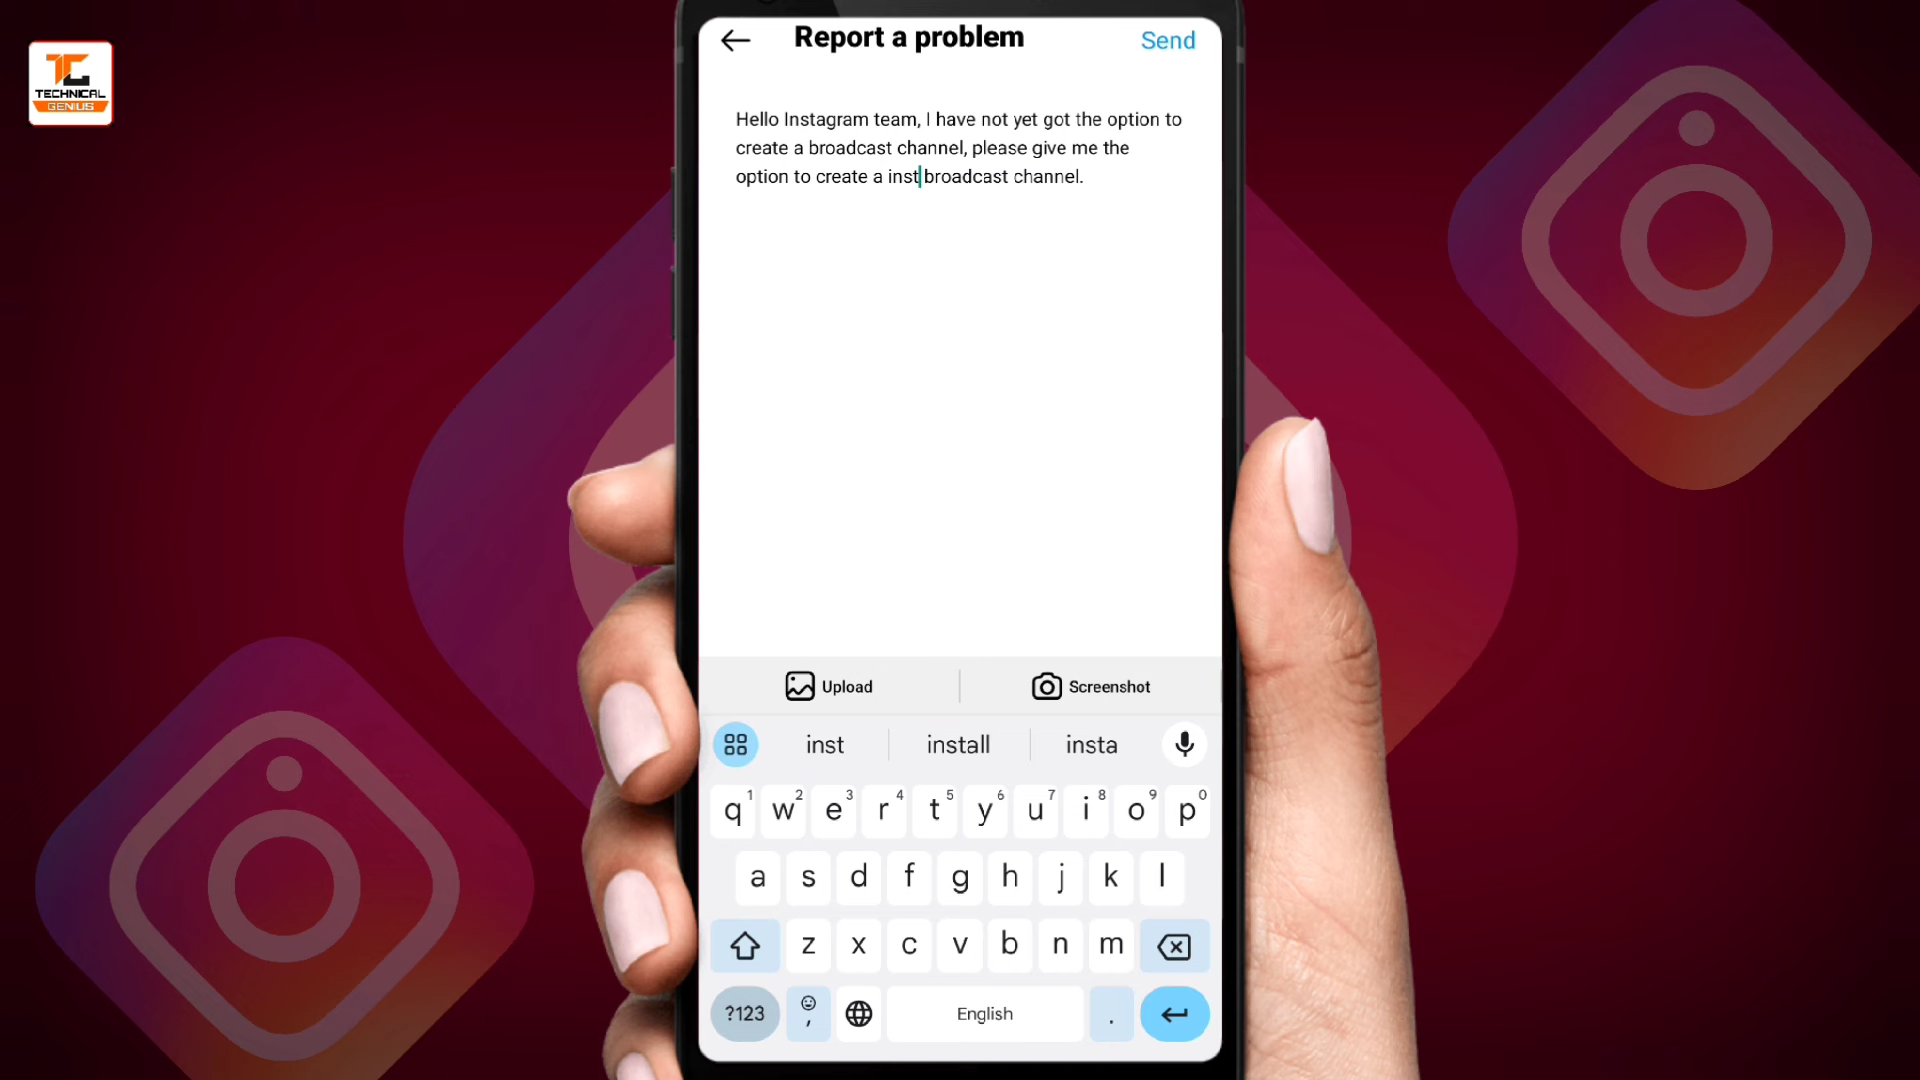 TECHNICAL
GENIUS
Report a problem
Send
Hello Instagram team, I have not yet got the option to
create a broadcast channel, please give me the
option to create a inst broadcast channel.
Upload
Screenshot
inst install insta
q1 w2 e3 r4 t5 y6 u7 i8 o9 p0
a s d f g h j k l
z x c v b n m
?123 , English .